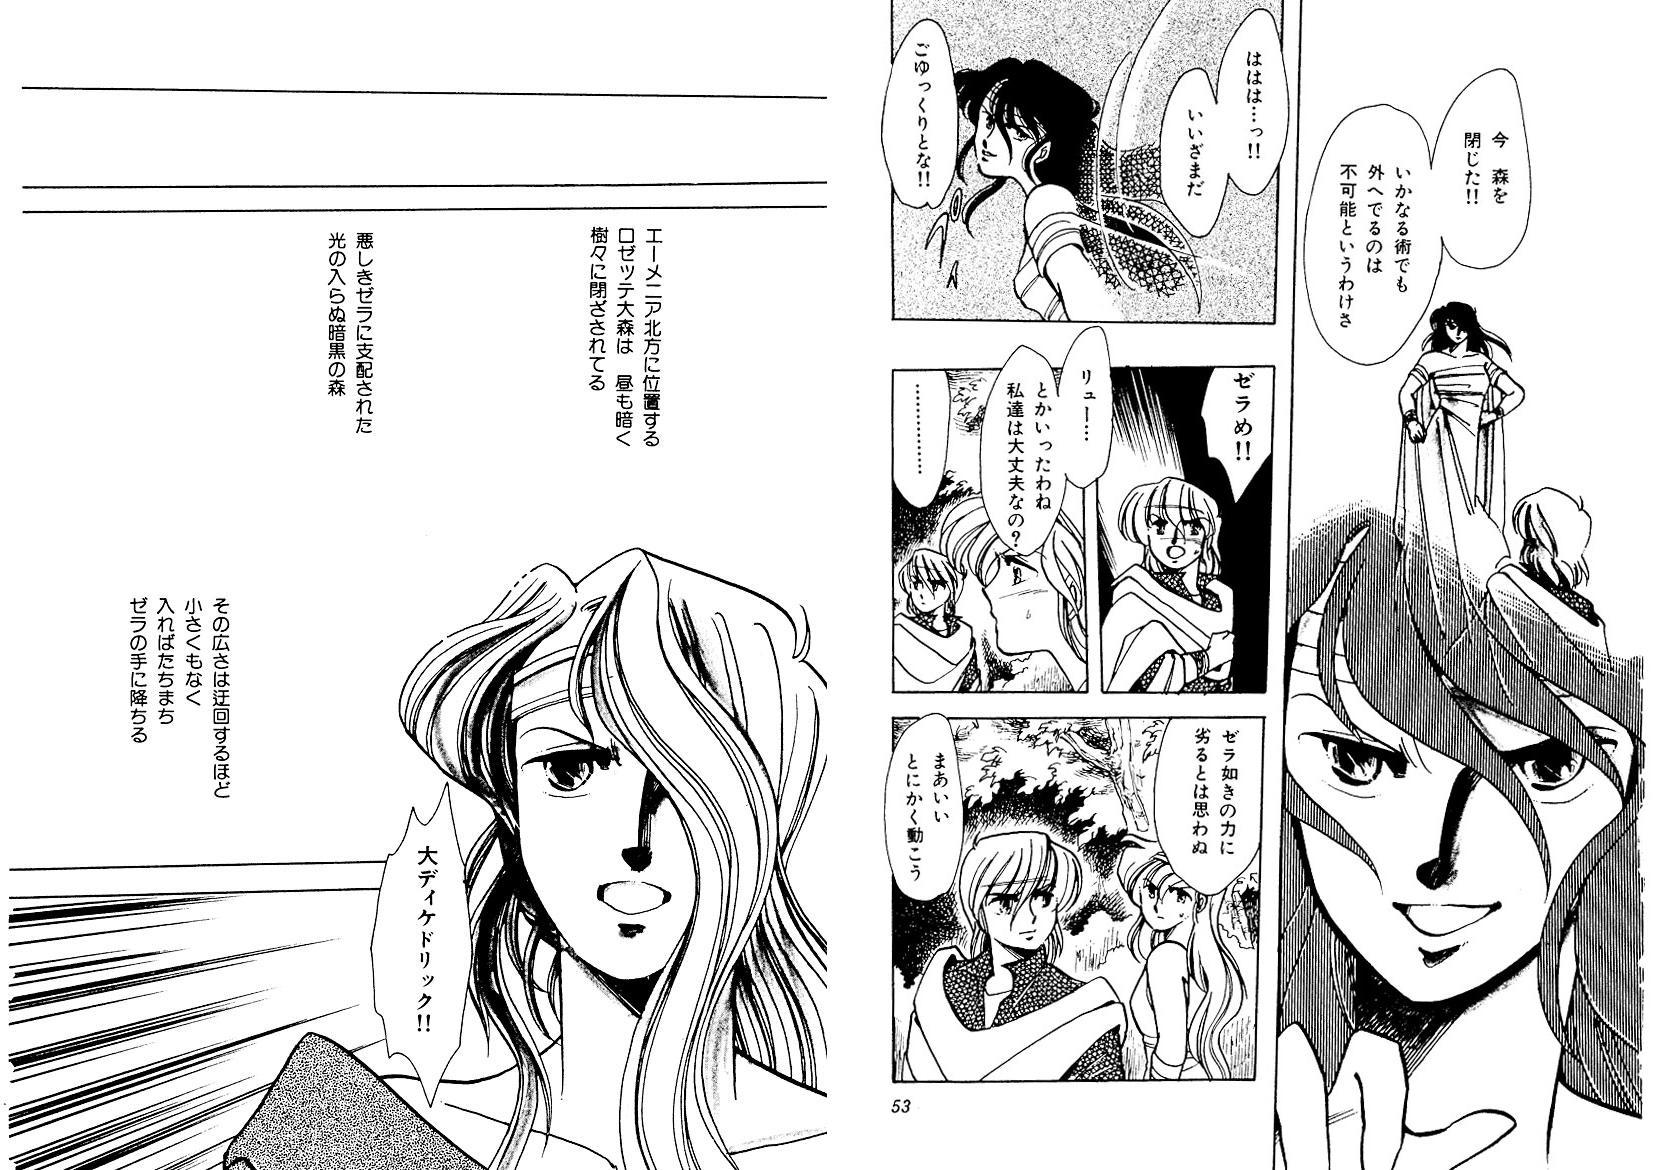 今　森を
閉じた!!
いかなる術でも
外へでるのは
不可能というわけさ
ははは…っ!!
いいざまだ
ごゆっくりとな!!
ゼラめ!!
リュー…
とかいったわね
私達は大丈夫なの?
…………
ゼラ如きの力に
劣るとは思わぬ
まあいい
とにかく動こう
53
エーメニア北方に位置する
ロゼッテ大森は　昼も暗く
樹々に閉ざされてる
悪しきゼラに支配された
光の入らぬ暗黒の森
その広さは迂回するほど
小さくもなく
入ればたちまち
ゼラの手に降ちる
大ディケドリック!!